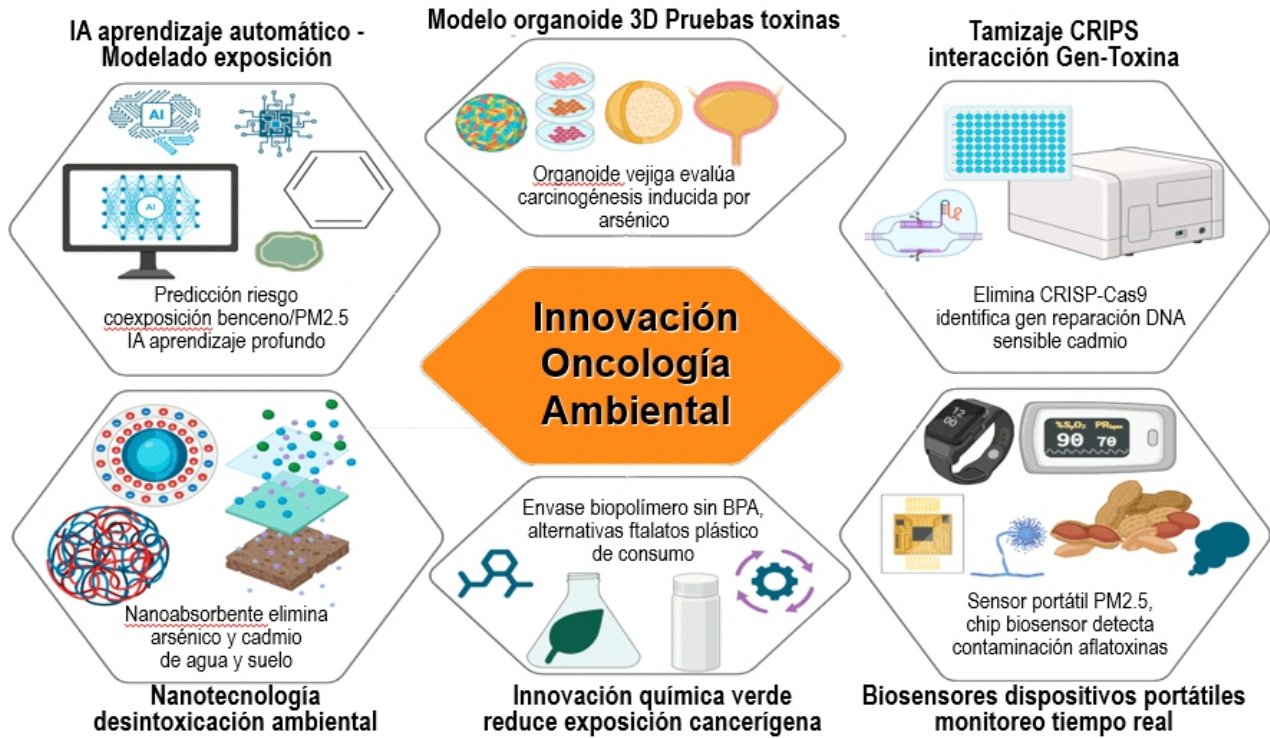 IA aprendizaje automático -
Modelado exposición
AI
AI
Predicción riesgo
coexposición benceno/PM2.5
IA aprendizaje profundo
Modelo organoide 3D Pruebas toxinas
Organoide vejiga evalúa
carcinogénesis inducida por
arsénico
Tamizaje CRIPS
interacción Gen-Toxina
Elimina CRISP-Cas9
identifica gen reparación DNA
sensible cadmio
Innovación
Oncología
Ambiental
Nanoabsorbente elimina
arsénico y cadmio
de agua y suelo
Nanotecnología
desintoxicación ambiental
Envase biopolímero sin BPA,
alternativas ftalatos plástico
de consumo
Innovación química verde
reduce exposición cancerígena
12
00
%SpO2 PRbpm
90 70
Sensor portátil PM2.5,
chip biosensor detecta
contaminación aflatoxinas
Biosensores dispositivos portátiles
monitoreo tiempo real